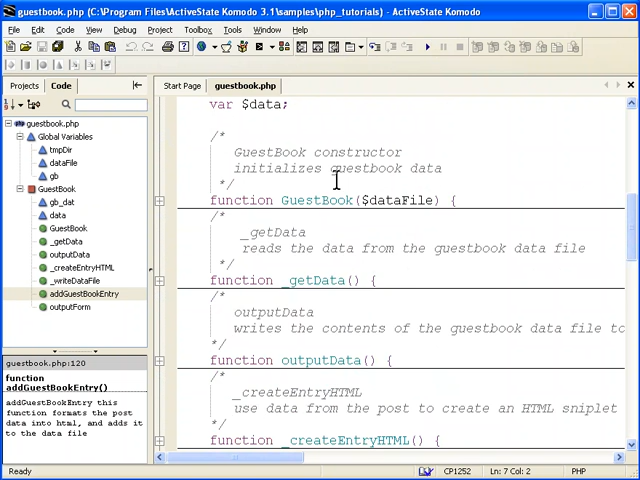 guestbook.php (C:\Program Files\ActiveState Komodo 3.1\samples\php_tutorials) - ActiveState Komodo
File Edit Code View Debug Project Toolbox Tools Window Help
Projects Code
Start Page guestbook.php
guestbook.php
Global Variables
tmpDir
dataFile
gb
GuestBook
gb_dat
data
GuestBook
_getData
outputData
_createEntryHTML
_writeDataFile
addGuestBookEntry
outputForm
guestbook.php:120
function
addGuestBookEntry()
addGuestBookEntry this
function formats the post
data into html, and adds it
to the data file
var $data;
/*
GuestBook constructor
initializes guestbook data
*/
function GuestBook($dataFile) {
/*
_getData
reads the data from the guestbook data file
*/
function _getData() {
/*
outputData
writes the contents of the guestbook data file to
*/
function outputData() {
/*
_createEntryHTML
use data from the post to create an HTML sniplet
*/
function _createEntryHTML() {
Ready CP1252 Ln: 7 Col: 2 PHP